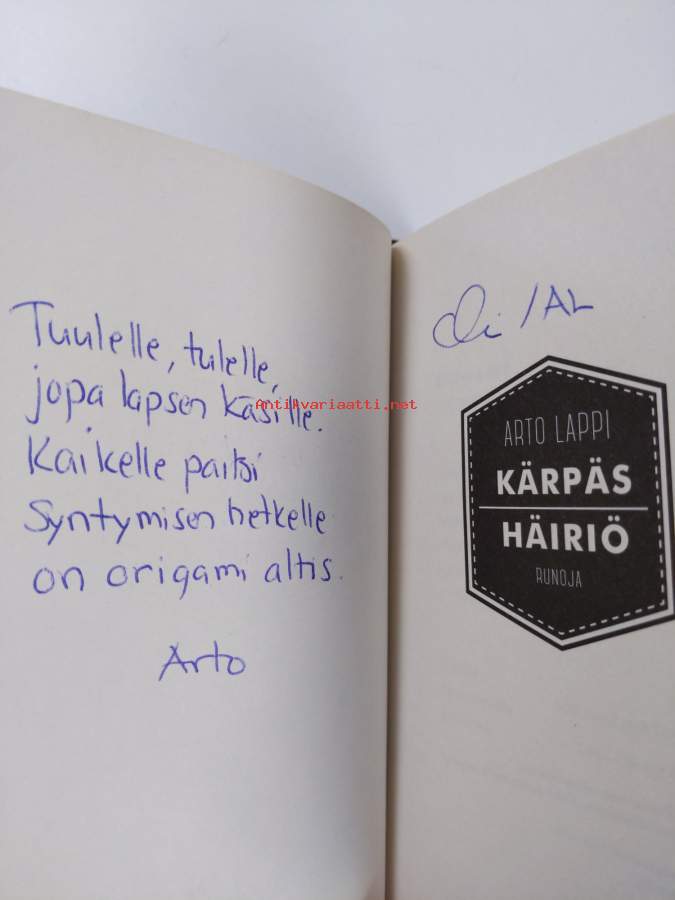 Tuulelle, tulelle,
jopa lapsen käsille.
Kaikelle paitsi
Syntymisen hetkelle
on origami altis.
Arto
Antikvariaatti.net
/AL
ARTO LAPPI
KÄRPÄS
HÄIRIÖ
RUNOJA